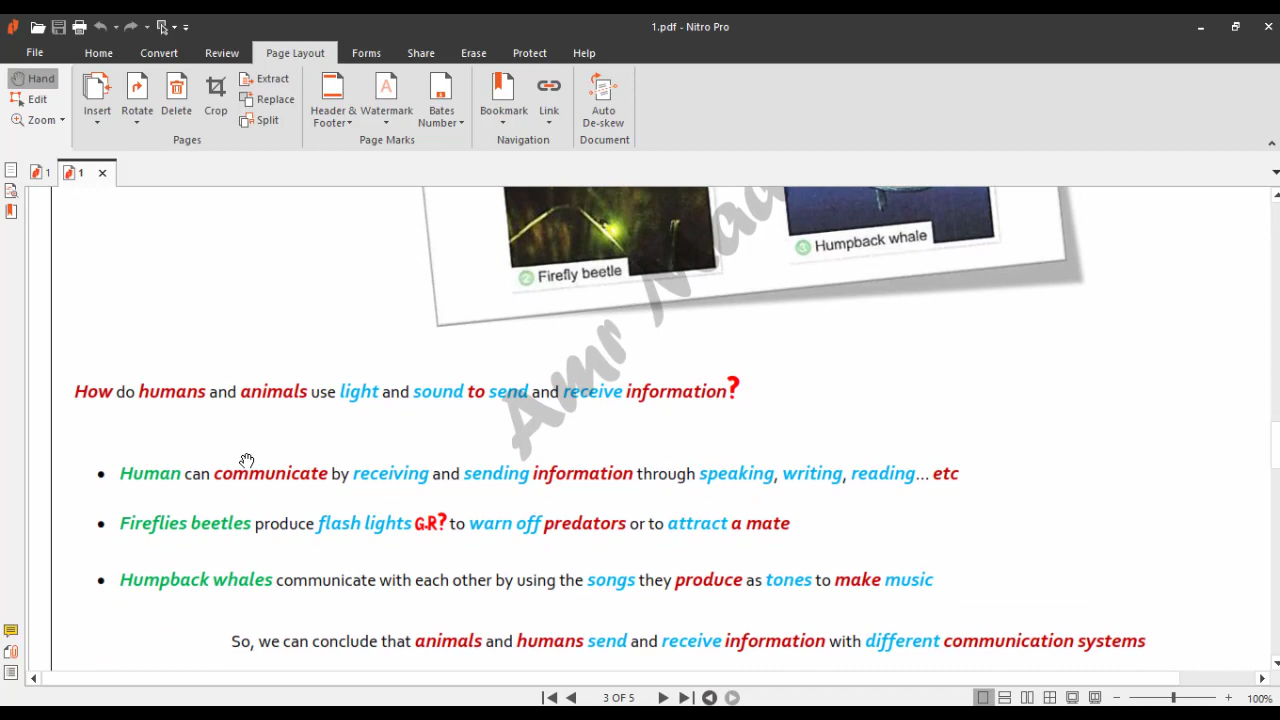 1.pdf - Nitro Pro
File Home Convert Review Page Layout Forms Share Erase Protect Help
Hand
Edit
Zoom
Insert Rotate Delete Crop
Extract
Replace
Split
Pages
Header & Footer Watermark Bates Number
Page Marks
Bookmark Link
Navigation
Auto De-skew
Document
1 1
2 Firefly beetle
3 Humpback whale
How do humans and animals use light and sound to send and receive information?
• Human can communicate by receiving and sending information through speaking, writing, reading... etc
• Fireflies beetles produce flash lights G.R? to warn off predators or to attract a mate
• Humpback whales communicate with each other by using the songs they produce as tones to make music
So, we can conclude that animals and humans send and receive information with different communication systems
Amr
3 OF 5
100%